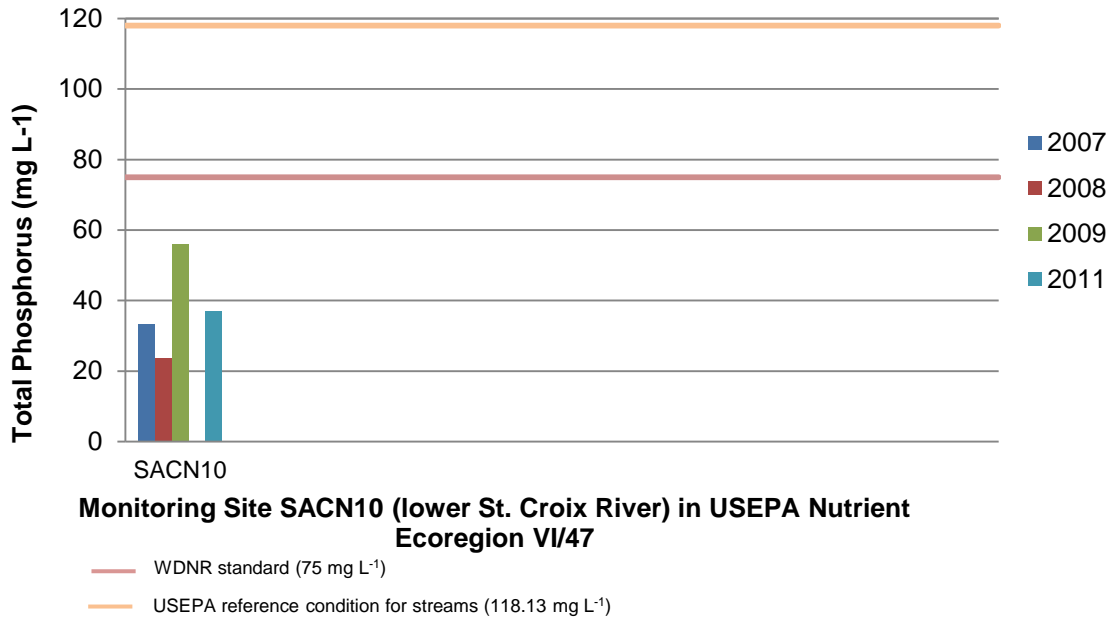 120
100
80
60
40
20
0
Total Phosphorus (mg L-1)
SACN10
Monitoring Site SACN10 (lower St. Croix River) in USEPA Nutrient
Ecoregion VI/47
2007
2008
2009
2011
WDNR standard (75 mg L⁻¹)
USEPA reference condition for streams (118.13 mg L⁻¹)